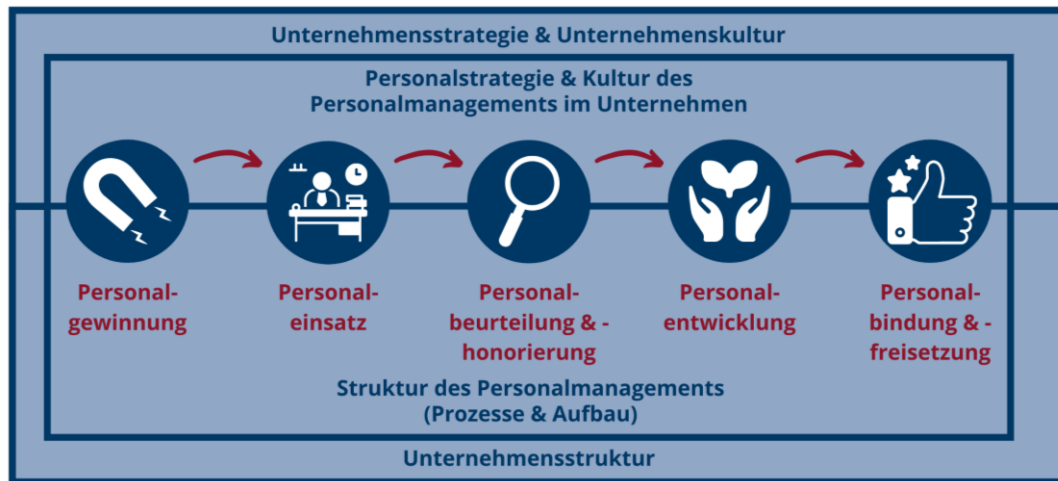 Unternehmensstrategie & Unternehmenskultur
Personalstrategie & Kultur des
Personalmanagements im Unternehmen
Personal-
gewinnung
Personal-
einsatz
Personal-
beurteilung & -
honorierung
Personal-
entwicklung
Personal-
bindung & -
freisetzung
Struktur des Personalmanagements
(Prozesse & Aufbau)
Unternehmensstruktur